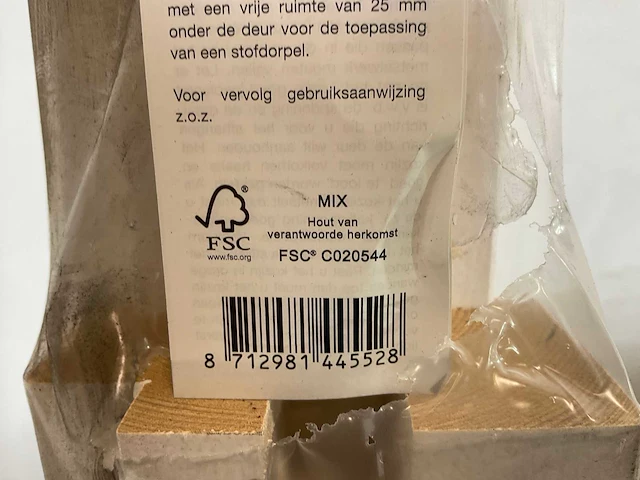 met een vrije ruimte van 25 mm
onder de deur voor de toepassing
van een stofdorpel.
Voor vervolg gebruiksaanwijzing
z.o.z.
®
FSC
www.fsc.org
MIX
Hout van
verantwoorde herkomst
FSC® C020544
8 712981 445528